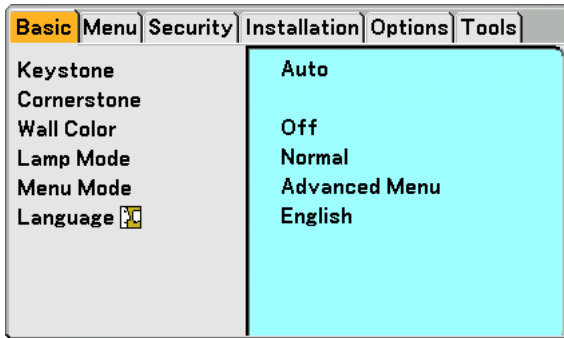 Basic Menu Security Installation Options Tools
Keystone Auto
Cornerstone
Wall Color Off
Lamp Mode Normal
Menu Mode Advanced Menu
Language English